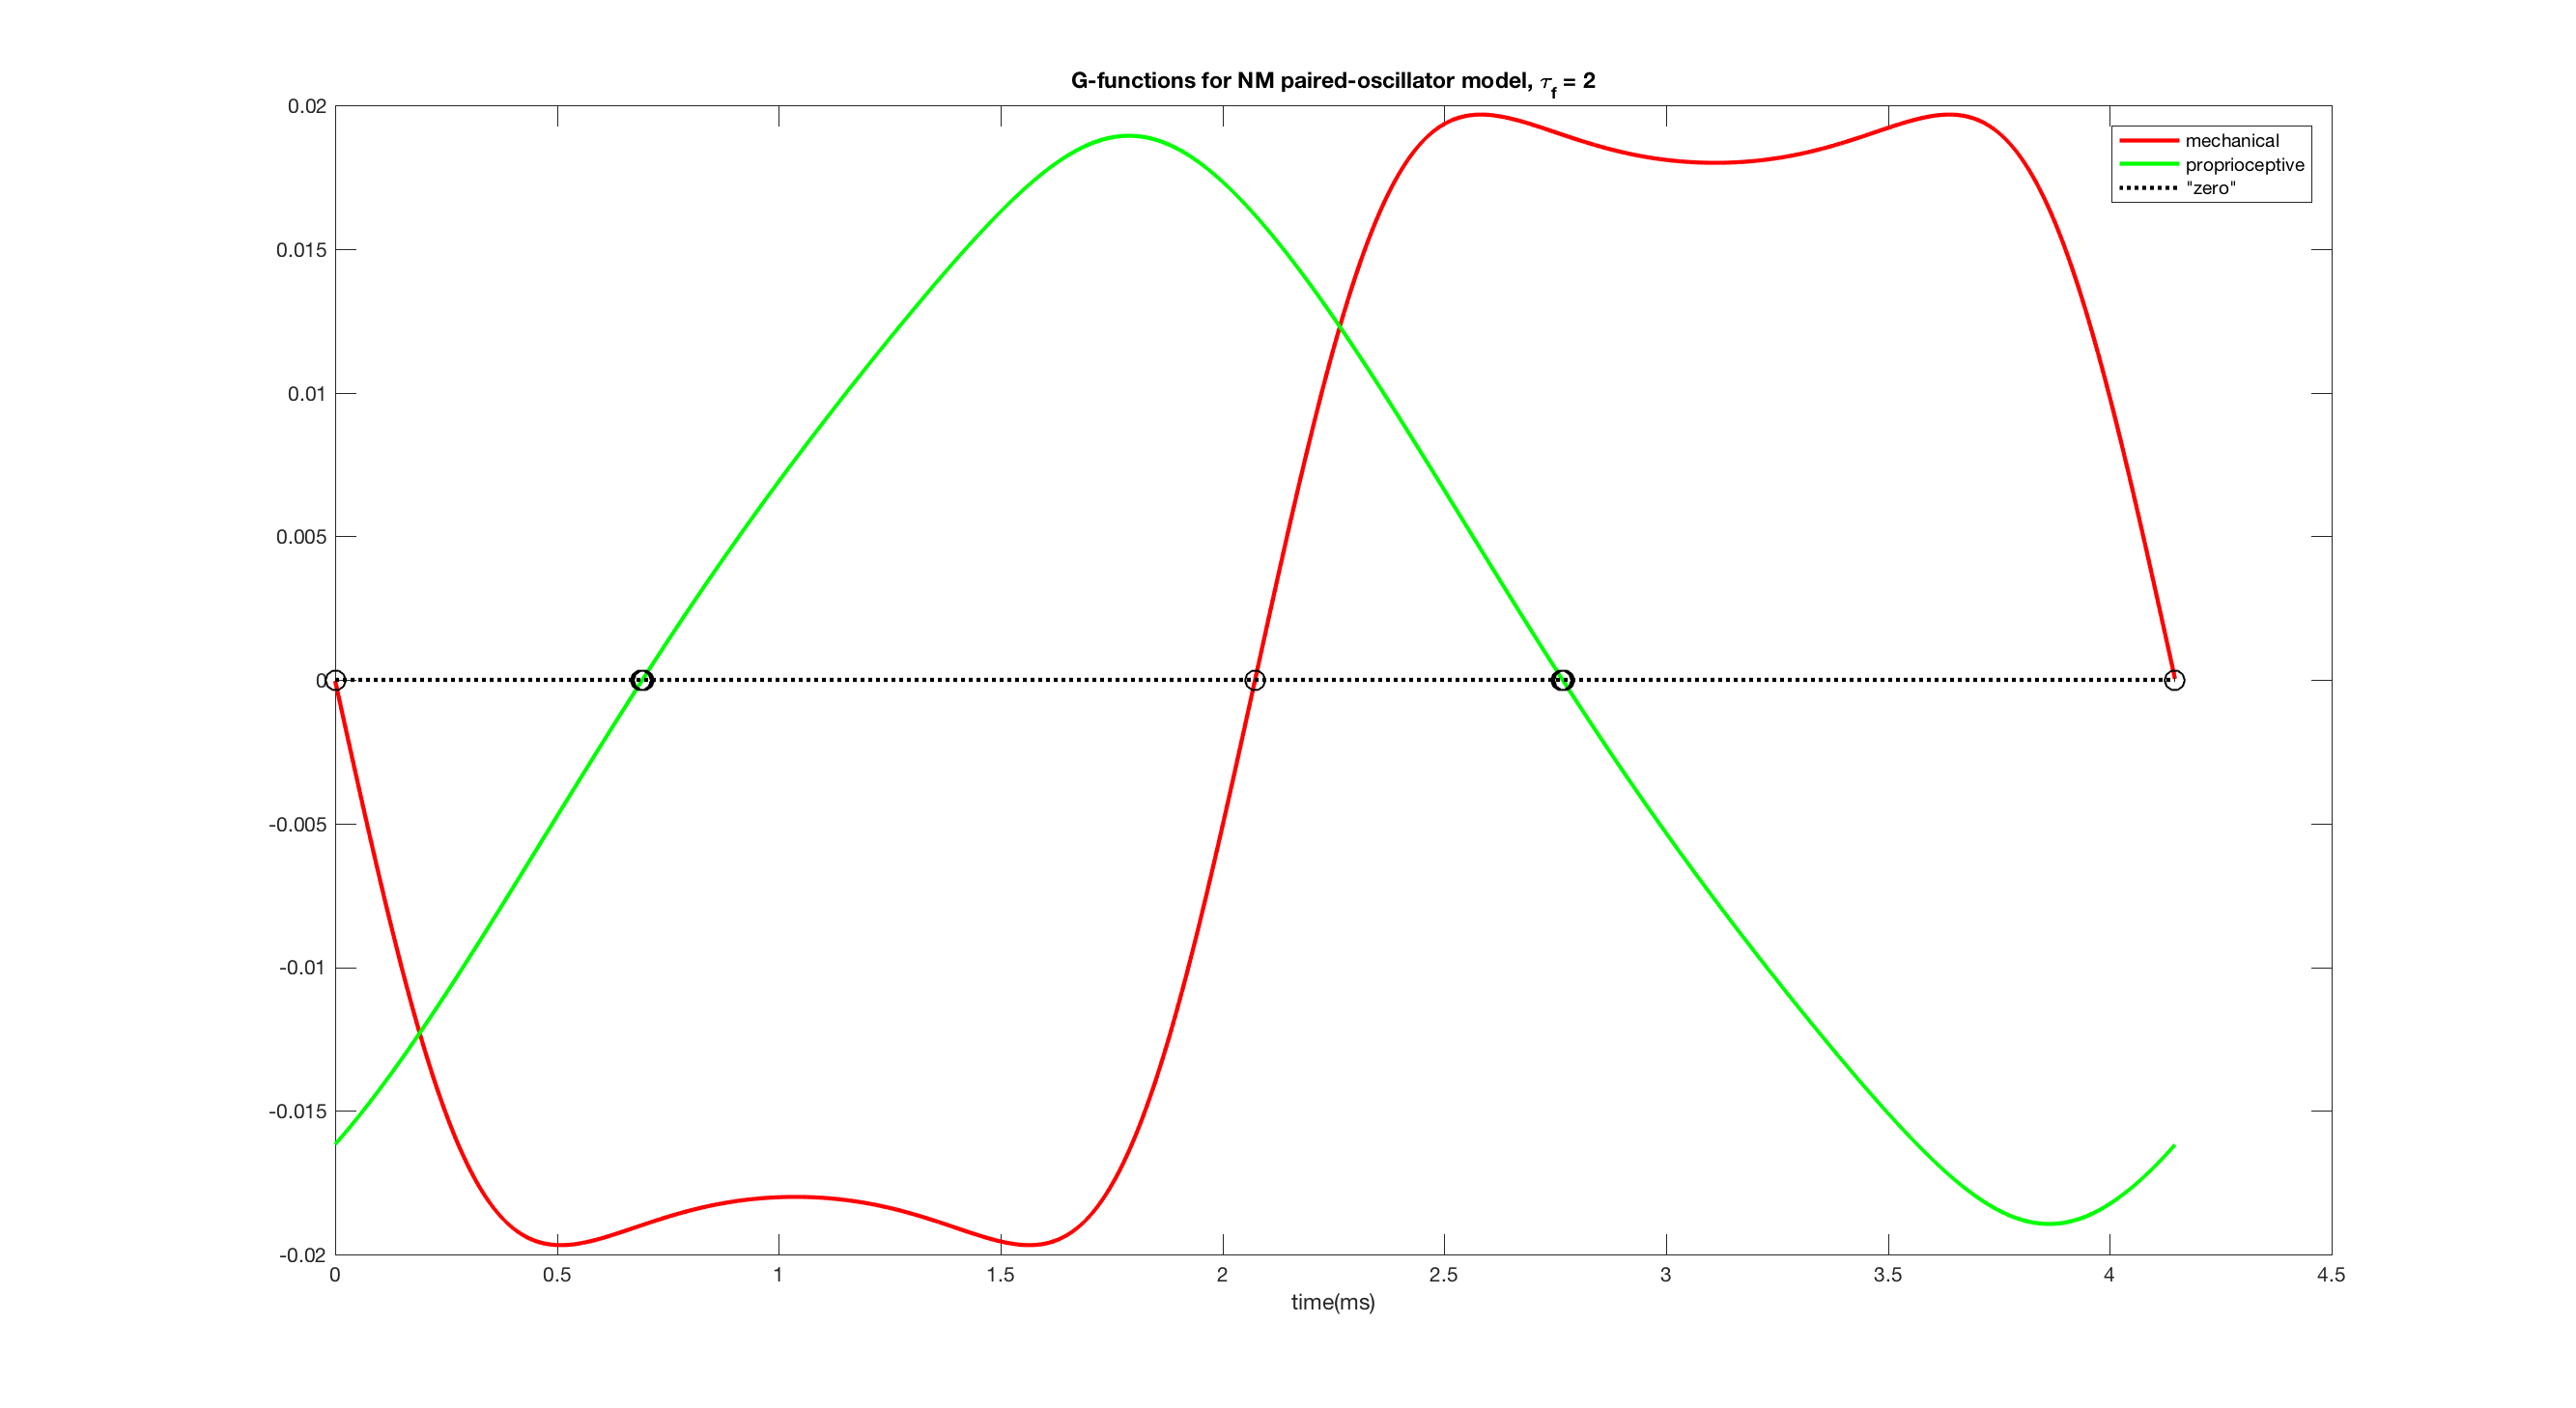 G-functions for NM paired-oscillator model, τf = 2
0.02
0.015
0.01
0.005
0
-0.005
-0.01
-0.015
-0.02
mechanical
proprioceptive
"zero"
0 0.5 1 1.5 2 2.5 3 3.5 4 4.5
time(ms)